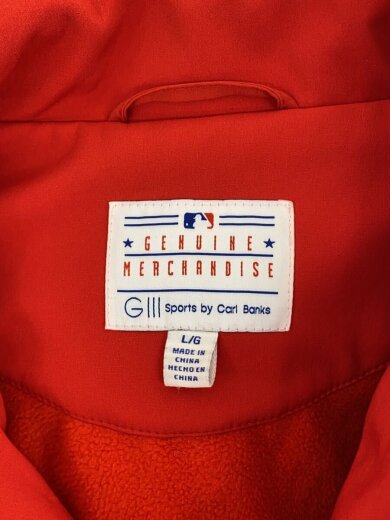 ★ GENUINE ★
MERCHANDISE
GIII Sports by Carl Banks
L/G
MADE IN
CHINA
HECHO EN
CHINA